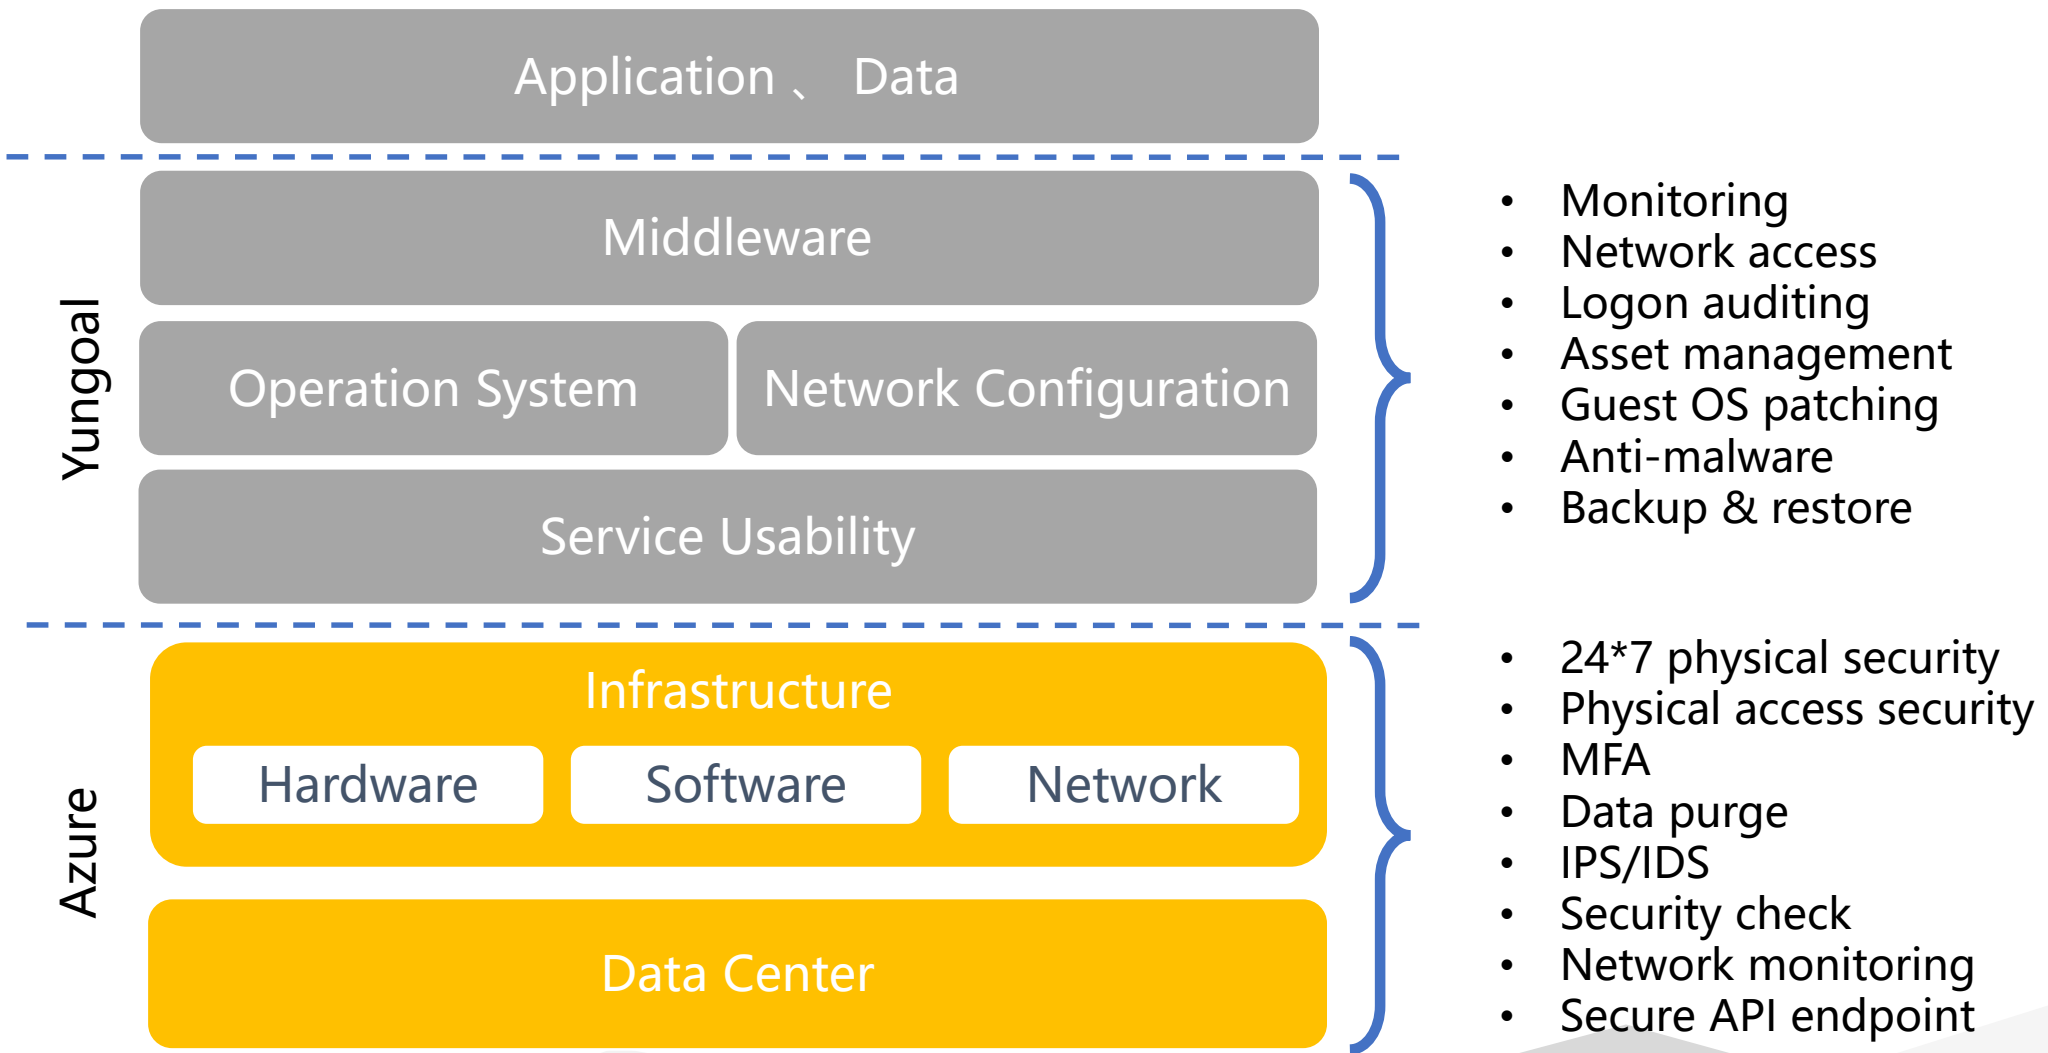 Application 、 Data
Yungoal
Middleware
Operation System
Network Configuration
Service Usability
• Monitoring
• Network access
• Logon auditing
• Asset management
• Guest OS patching
• Anti-malware
• Backup & restore
Azure
Infrastructure
Hardware
Software
Network
Data Center
• 24*7 physical security
• Physical access security
• MFA
• Data purge
• IPS/IDS
• Security check
• Network monitoring
• Secure API endpoint